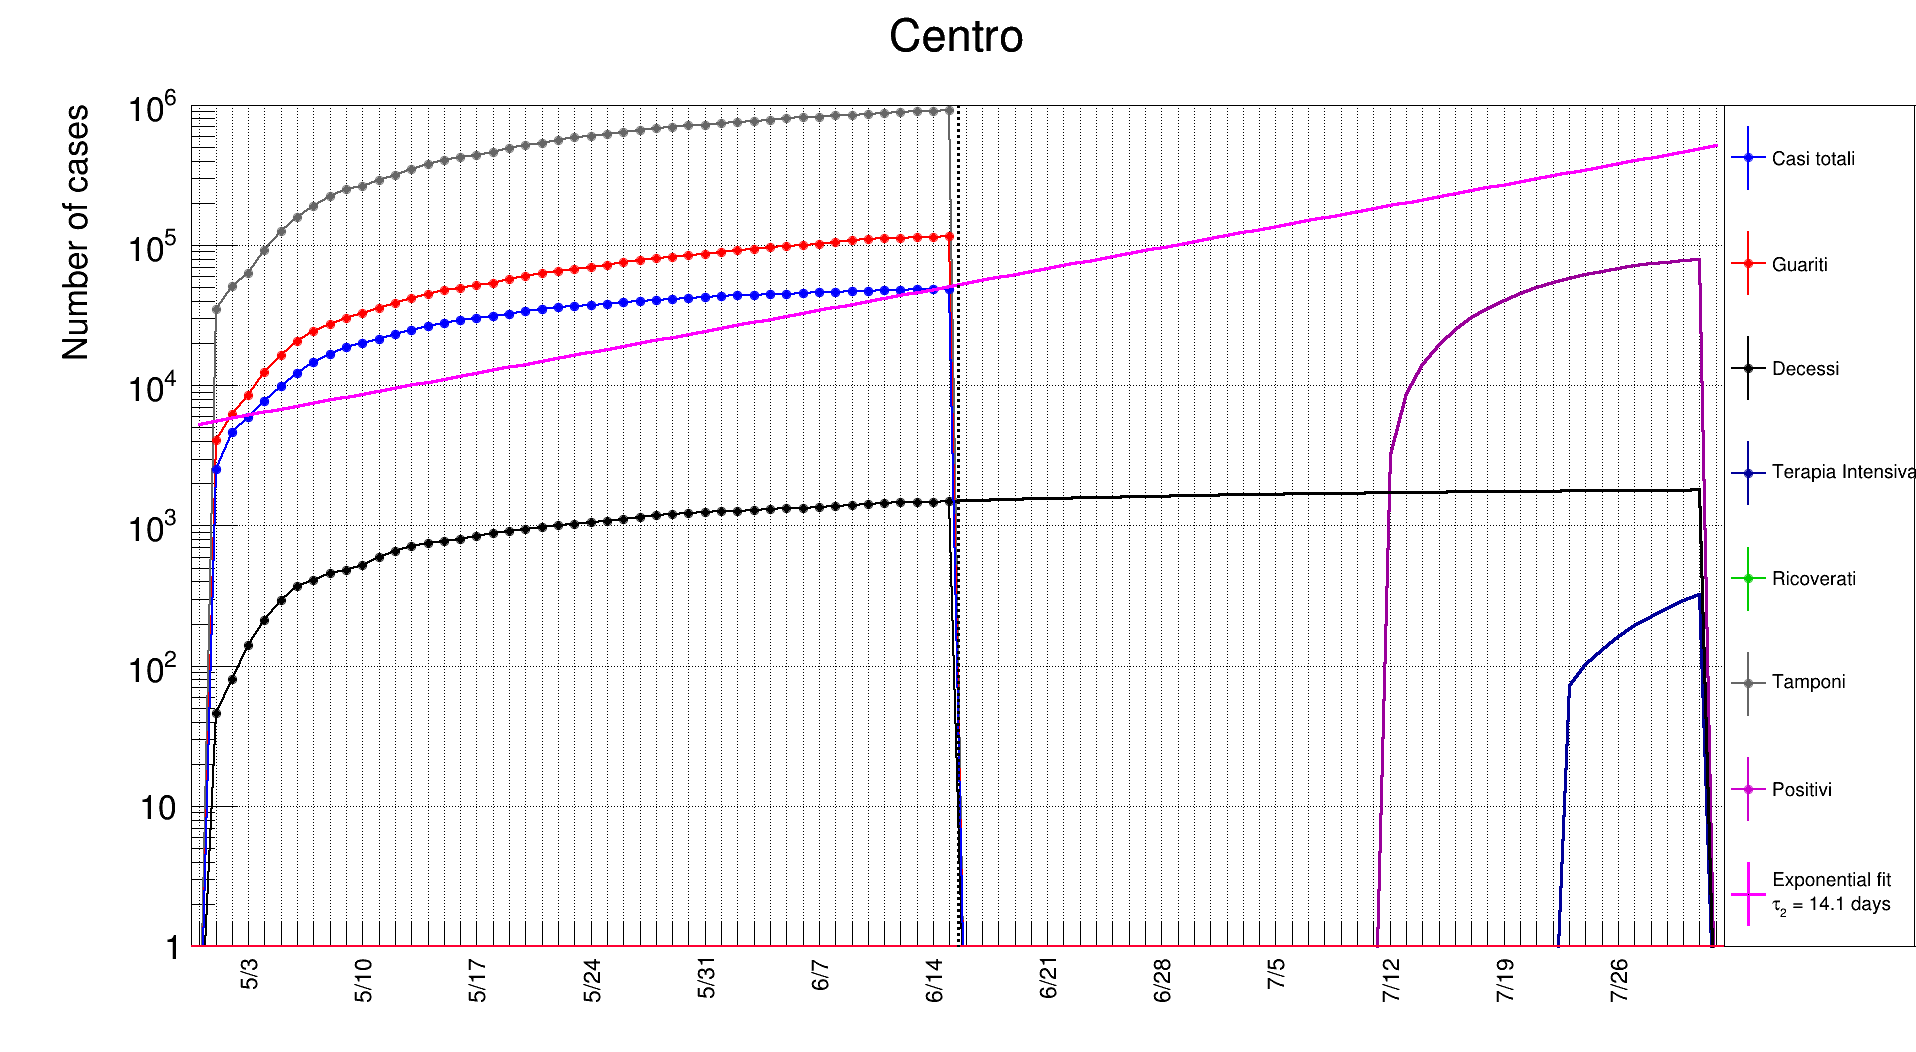 Centro
Number of cases
10^6
10^5
10^4
10^3
10^2
10
1
5/3
5/10
5/17
5/24
5/31
6/7
6/14
6/21
6/28
7/5
7/12
7/19
7/26
Casi totali
Guariti
Decessi
Terapia Intensiva
Ricoverati
Tamponi
Positivi
Exponential fit
τ₂ = 14.1 days